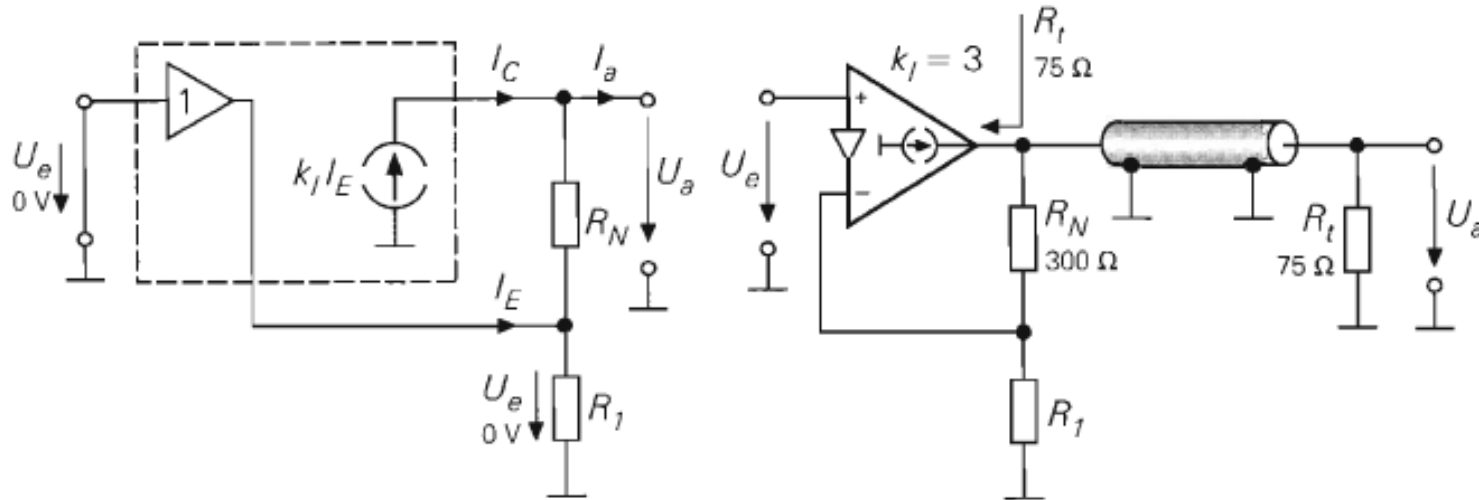 1
U_e
0 V
k_I I_E
I_C
I_a
R_N
U_a
I_E
U_e
0 V
R_1
U_e
k_I = 3
+
−
R_t
75 Ω
R_N
300 Ω
R_1
R_t
75 Ω
U_a